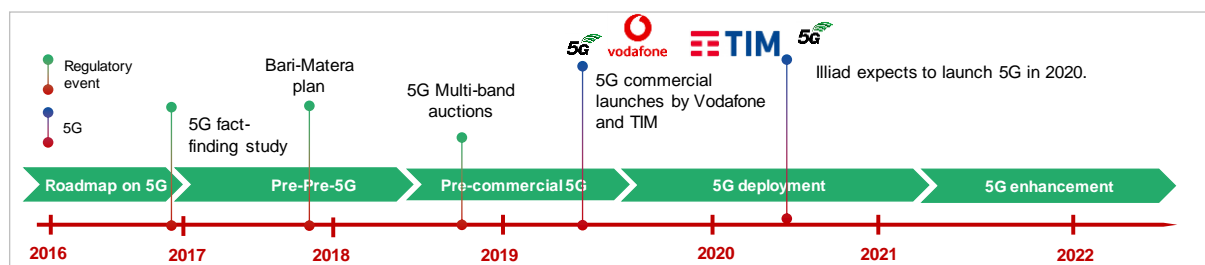 5G
vodafone
TIM
5G
Regulatory
event
5G
5G fact-
finding study
Bari-Matera
plan
5G Multi-band
auctions
5G commercial
launches by Vodafone
and TIM
Illiad expects to launch 5G in 2020.
Roadmap on 5G
Pre-Pre-5G
Pre-commercial 5G
5G deployment
5G enhancement
2016
2017
2018
2019
2020
2021
2022